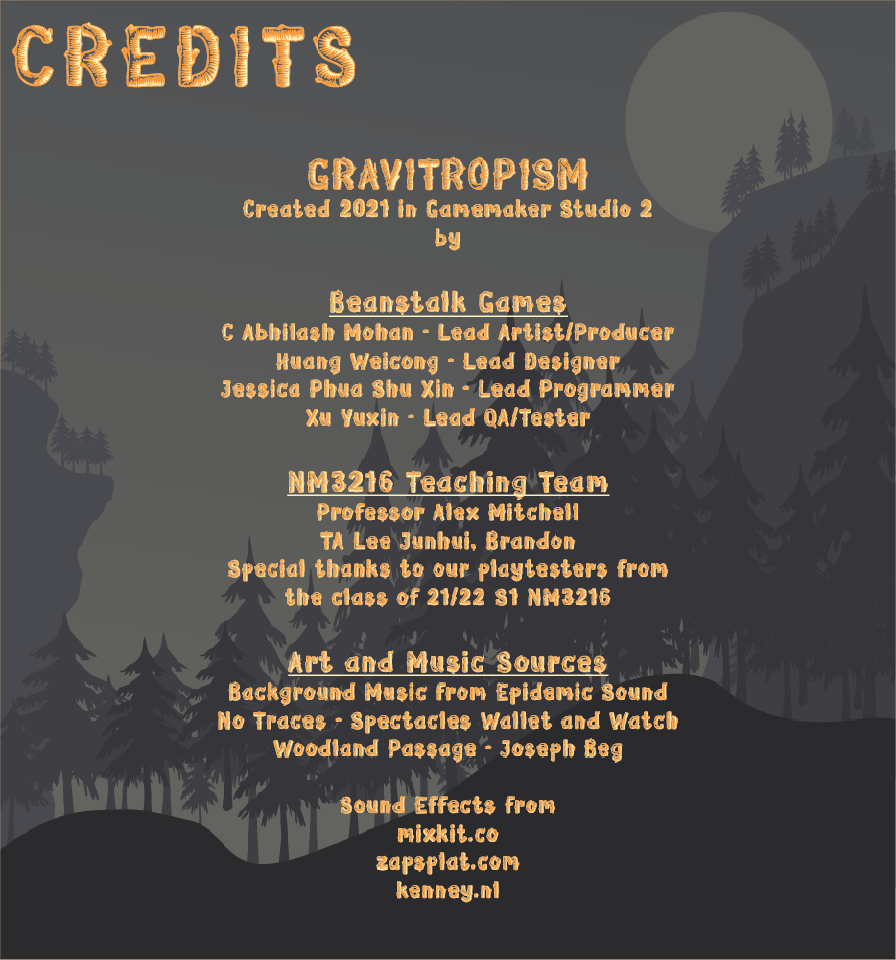 CREDITS
GRAVITROPISM
Created 2021 in Gamemaker Studio 2
by
Beanstalk Games
C Abhilash Mohan - Lead Artist/Producer
Huang Weicong - Lead Designer
Jessica Phua Shu Xin - Lead Programmer
Xu Yuxin - Lead QA/Tester
NM3216 Teaching Team
Professor Alex Mitchell
TA Lee Junhui, Brandon
Special thanks to our playtesters from
the class of 21/22 S1 NM3216
Art and Music Sources
Background Music from Epidemic Sound
No Traces - Spectacles Wallet and Watch
Woodland Passage - Joseph Beg
Sound Effects from
mixkit.co
zapsplat.com
kenney.nl